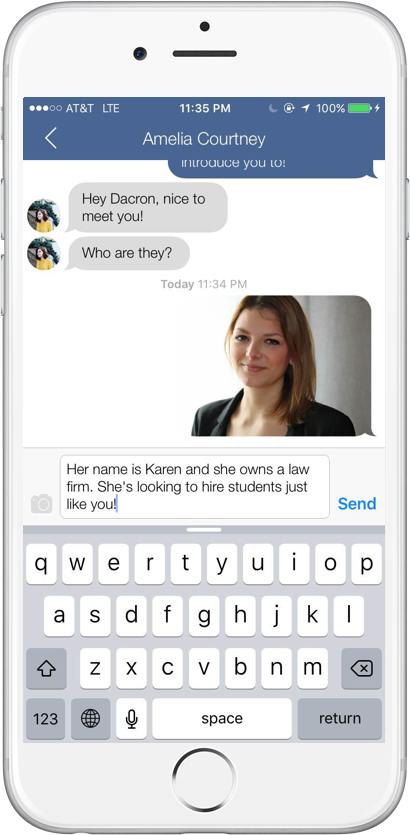 AT&T LTE 11:35 PM 100%
Amelia Courtney
introduce you to!
Hey Dacron, nice to
meet you!
Who are they?
Today 11:34 PM
Her name is Karen and she owns a law
firm. She's looking to hire students just
like you!
Send
q w e r t y u i o p
a s d f g h j k l
z x c v b n m
123 space return